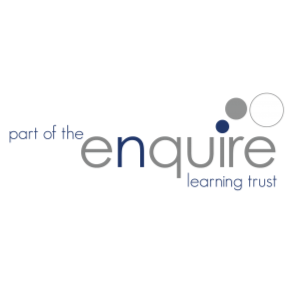 part of the
enquire
learning trust